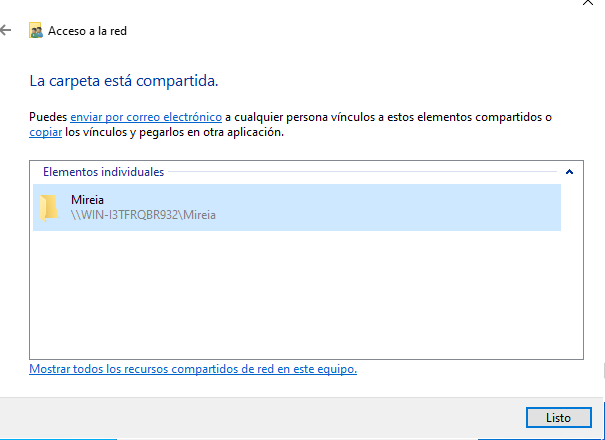 Acceso a la red
La carpeta está compartida.
Puedes enviar por correo electrónico a cualquier persona vínculos a estos elementos compartidos o
copiar los vínculos y pegarlos en otra aplicación.
Elementos individuales
Mireia
\\WIN-I3TFRQBR932\Mireia
Mostrar todos los recursos compartidos de red en este equipo.
Listo